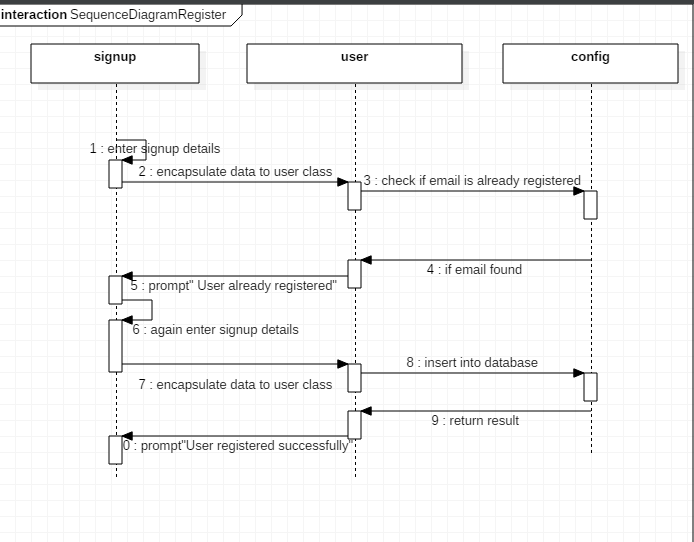 interaction SequenceDiagramRegister
signup
user
config
1 : enter signup details
2 : encapsulate data to user class
3 : check if email is already registered
4 : if email found
5 : prompt" User already registered"
6 : again enter signup details
7 : encapsulate data to user class
8 : insert into database
9 : return result
0 : prompt"User registered successfully"